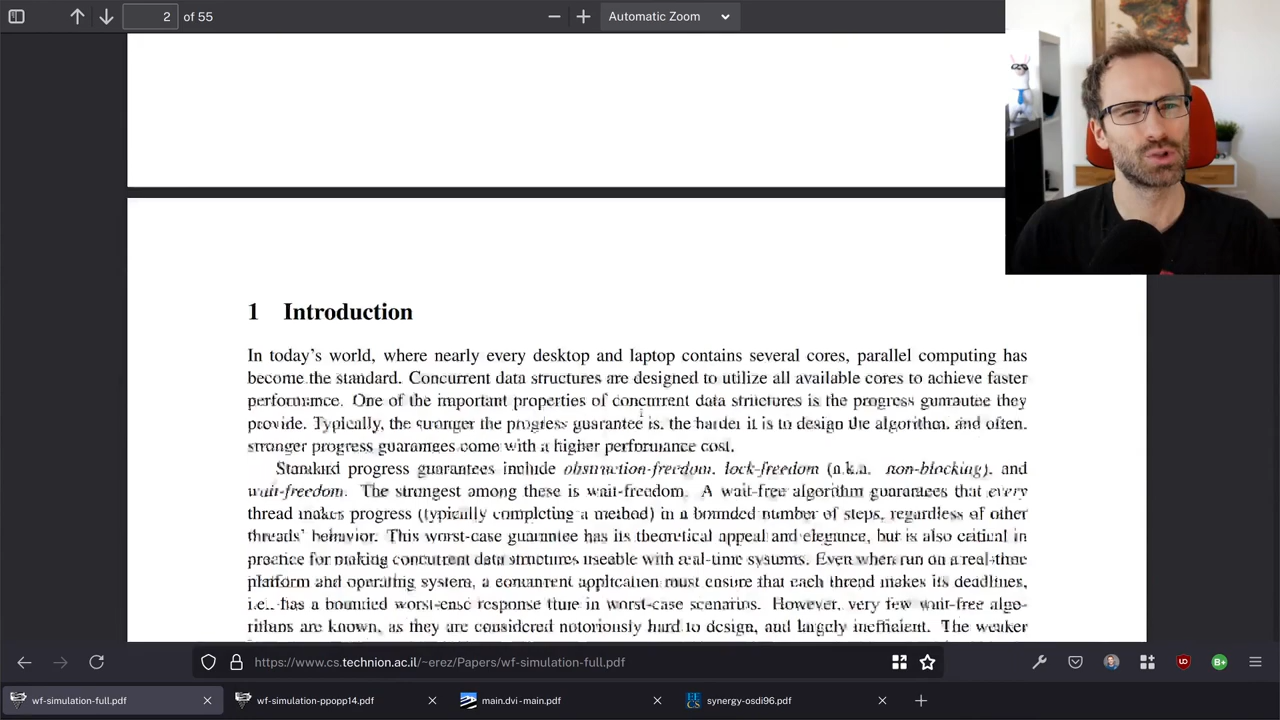 2 of 55
Automatic Zoom
1 Introduction
In today's world, where nearly every desktop and laptop contains several cores, parallel computing has
become the standard. Concurrent data structures are designed to utilize all available cores to achieve faster
performance. One of the important properties of concurrent data structures is the progress guarantee they
provide. Typically, the stronger the progress guarantee is, the harder it is to design the algorithm, and often,
stronger progress guarantees come with a higher performance cost.
Standard progress guarantees include obstruction-freedom, lock-freedom (a.k.a. non-blocking), and
wait-freedom. The strongest among these is wait-freedom. A wait-free algorithm guarantees that every
thread makes progress (typically completing a method) in a bounded number of steps, regardless of other
threads' behavior. This worst-case guarantee has its theoretical appeal and elegance, but is also critical in
practice for making concurrent data structures useable with real-time systems. Even when run on a real-time
platform and operating system, a concurrent application must ensure that each thread makes its deadlines,
i.e., has a bounded worst-case response time in worst-case scenarios. However, very few wait-free algo-
rithms are known, as they are considered notoriously hard to design, and largely inefficient. The weaker
https://www.cs.technion.ac.il/~erez/Papers/wf-simulation-full.pdf
wf-simulation-full.pdf
wf-simulation-ppopp14.pdf
main.dvi - main.pdf
synergy-osdi96.pdf